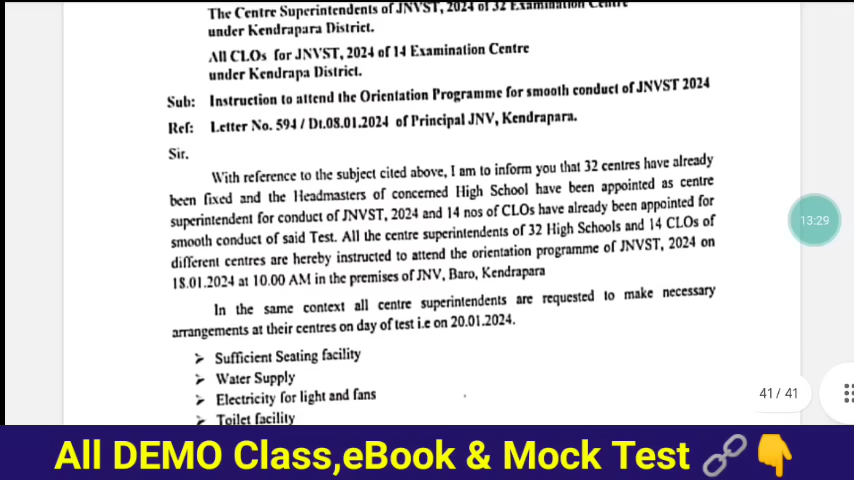 The Centre Superintendents of JNVST, 2024 of 32 Examination Centre
under Kendrapara District.
All CLOs for JNVST, 2024 of 14 Examination Centre
under Kendrapa District.
Sub: Instruction to attend the Orientation Programme for smooth conduct of JNVST 2024
Ref: Letter No. 594 / Dt.08.01.2024 of Principal JNV, Kendrapara.
Sir.
With reference to the subject cited above, I am to inform you that 32 centres have already
been fixed and the Headmasters of concerned High School have been appointed as centre
superintendent for conduct of JNVST, 2024 and 14 nos of CLOs have already been appointed for
smooth conduct of said Test. All the centre superintendents of 32 High Schools and 14 CLOs of
different centres are hereby instructed to attend the orientation programme of JNVST, 2024 on
18.01.2024 at 10.00 AM in the premises of JNV, Baro, Kendrapara
In the same context all centre superintendents are requested to make necessary
arrangements at their centres on day of test i.e on 20.01.2024.
➢ Sufficient Seating facility
➢ Water Supply
➢ Electricity for light and fans
➢ Toilet facility
13:29
41 / 41
All DEMO Class,eBook & Mock Test 🔗👇